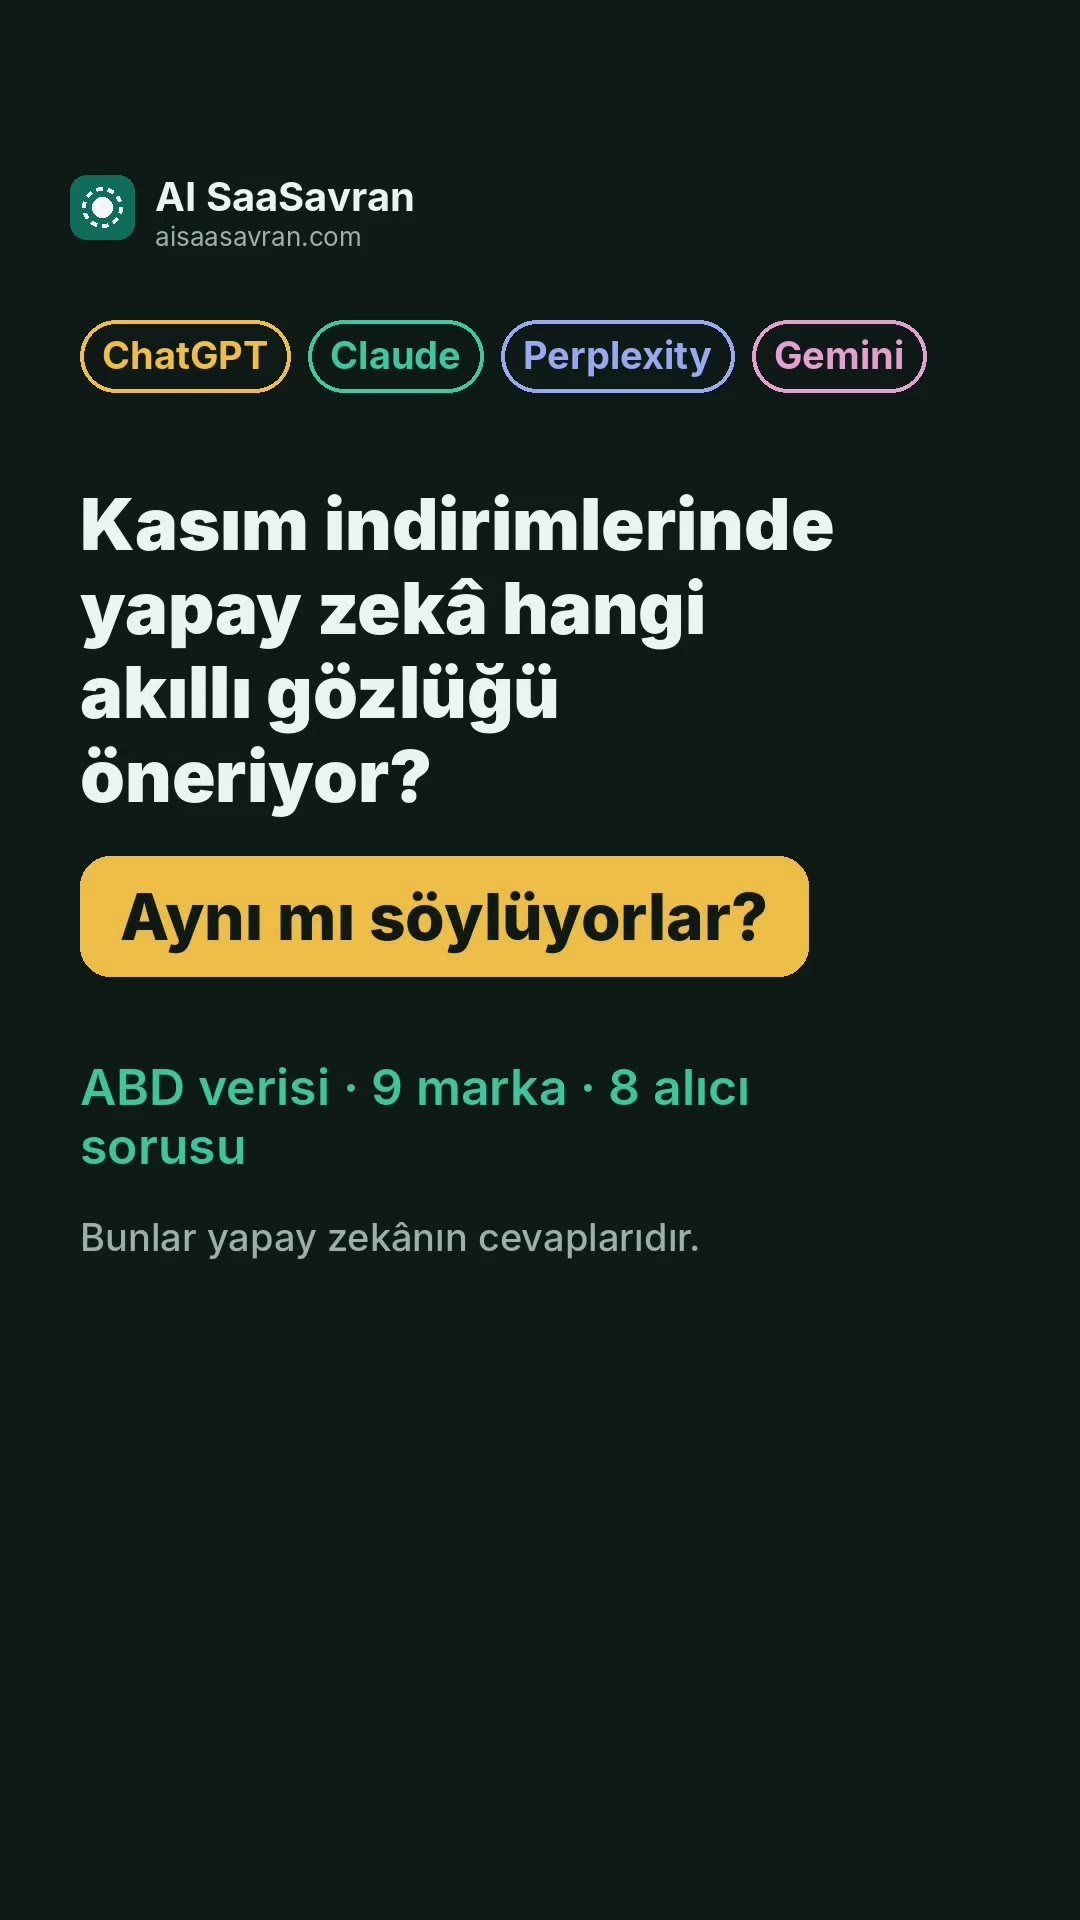 AI SaaSavran
aisaasavran.com
ChatGPT Claude Perplexity Gemini
Kasım indirimlerinde
yapay zekâ hangi
akıllı gözlüğü
öneriyor?
Aynı mı söylüyorlar?
ABD verisi · 9 marka · 8 alıcı
sorusu
Bunlar yapay zekânın cevaplarıdır.